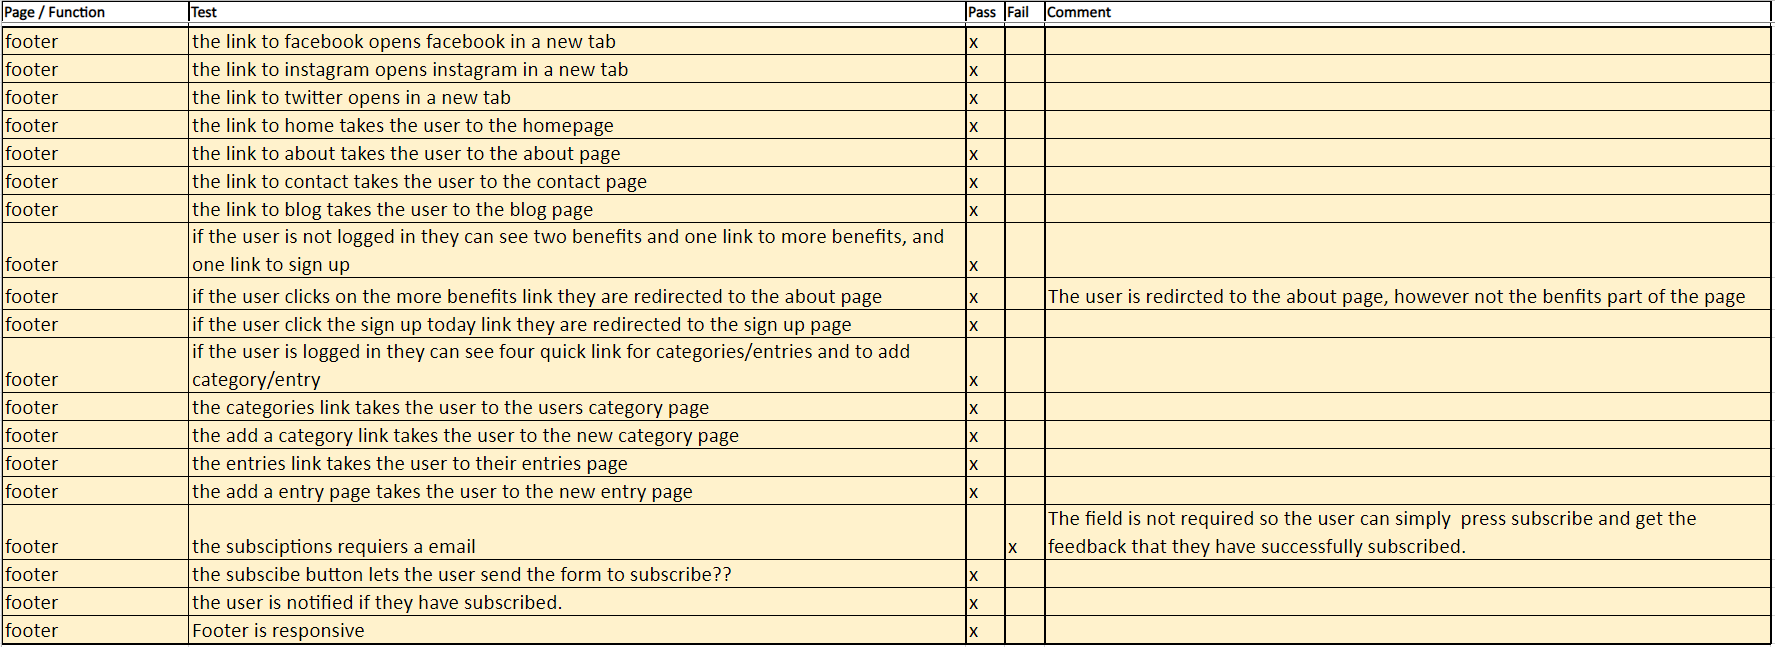 Page / Function Test Pass Fail Comment
footer the link to facebook opens facebook in a new tab x
footer the link to instagram opens instagram in a new tab x
footer the link to twitter opens in a new tab x
footer the link to home takes the user to the homepage x
footer the link to about takes the user to the about page x
footer the link to contact takes the user to the contact page x
footer the link to blog takes the user to the blog page x
if the user is not logged in they can see two benefits and one link to more benefits, and
footer one link to sign up x
footer if the user clicks on the more benefits link they are redirected to the about page x The user is redircted to the about page, however not the benfits part of the page
footer if the user click the sign up today link they are redirected to the sign up page x
if the user is logged in they can see four quick link for categories/entries and to add
footer category/entry x
footer the categories link takes the user to the users category page x
footer the add a category link takes the user to the new category page x
footer the entries link takes the user to their entries page x
footer the add a entry page takes the user to the new entry page x
The field is not required so the user can simply  press subscribe and get the
footer the subsciptions requiers a email x feedback that they have successfully subscribed.
footer the subscibe button lets the user send the form to subscribe?? x
footer the user is notified if they have subscribed. x
footer Footer is responsive x